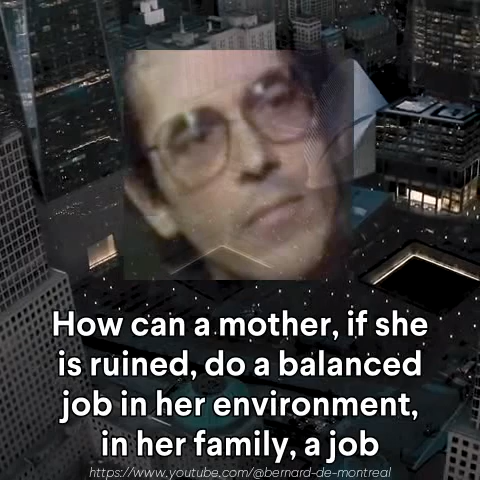 How can a mother, if she
is ruined, do a balanced
job in her environment,
in her family, a job
https://www.youtube.com/@bernard-de-montreal